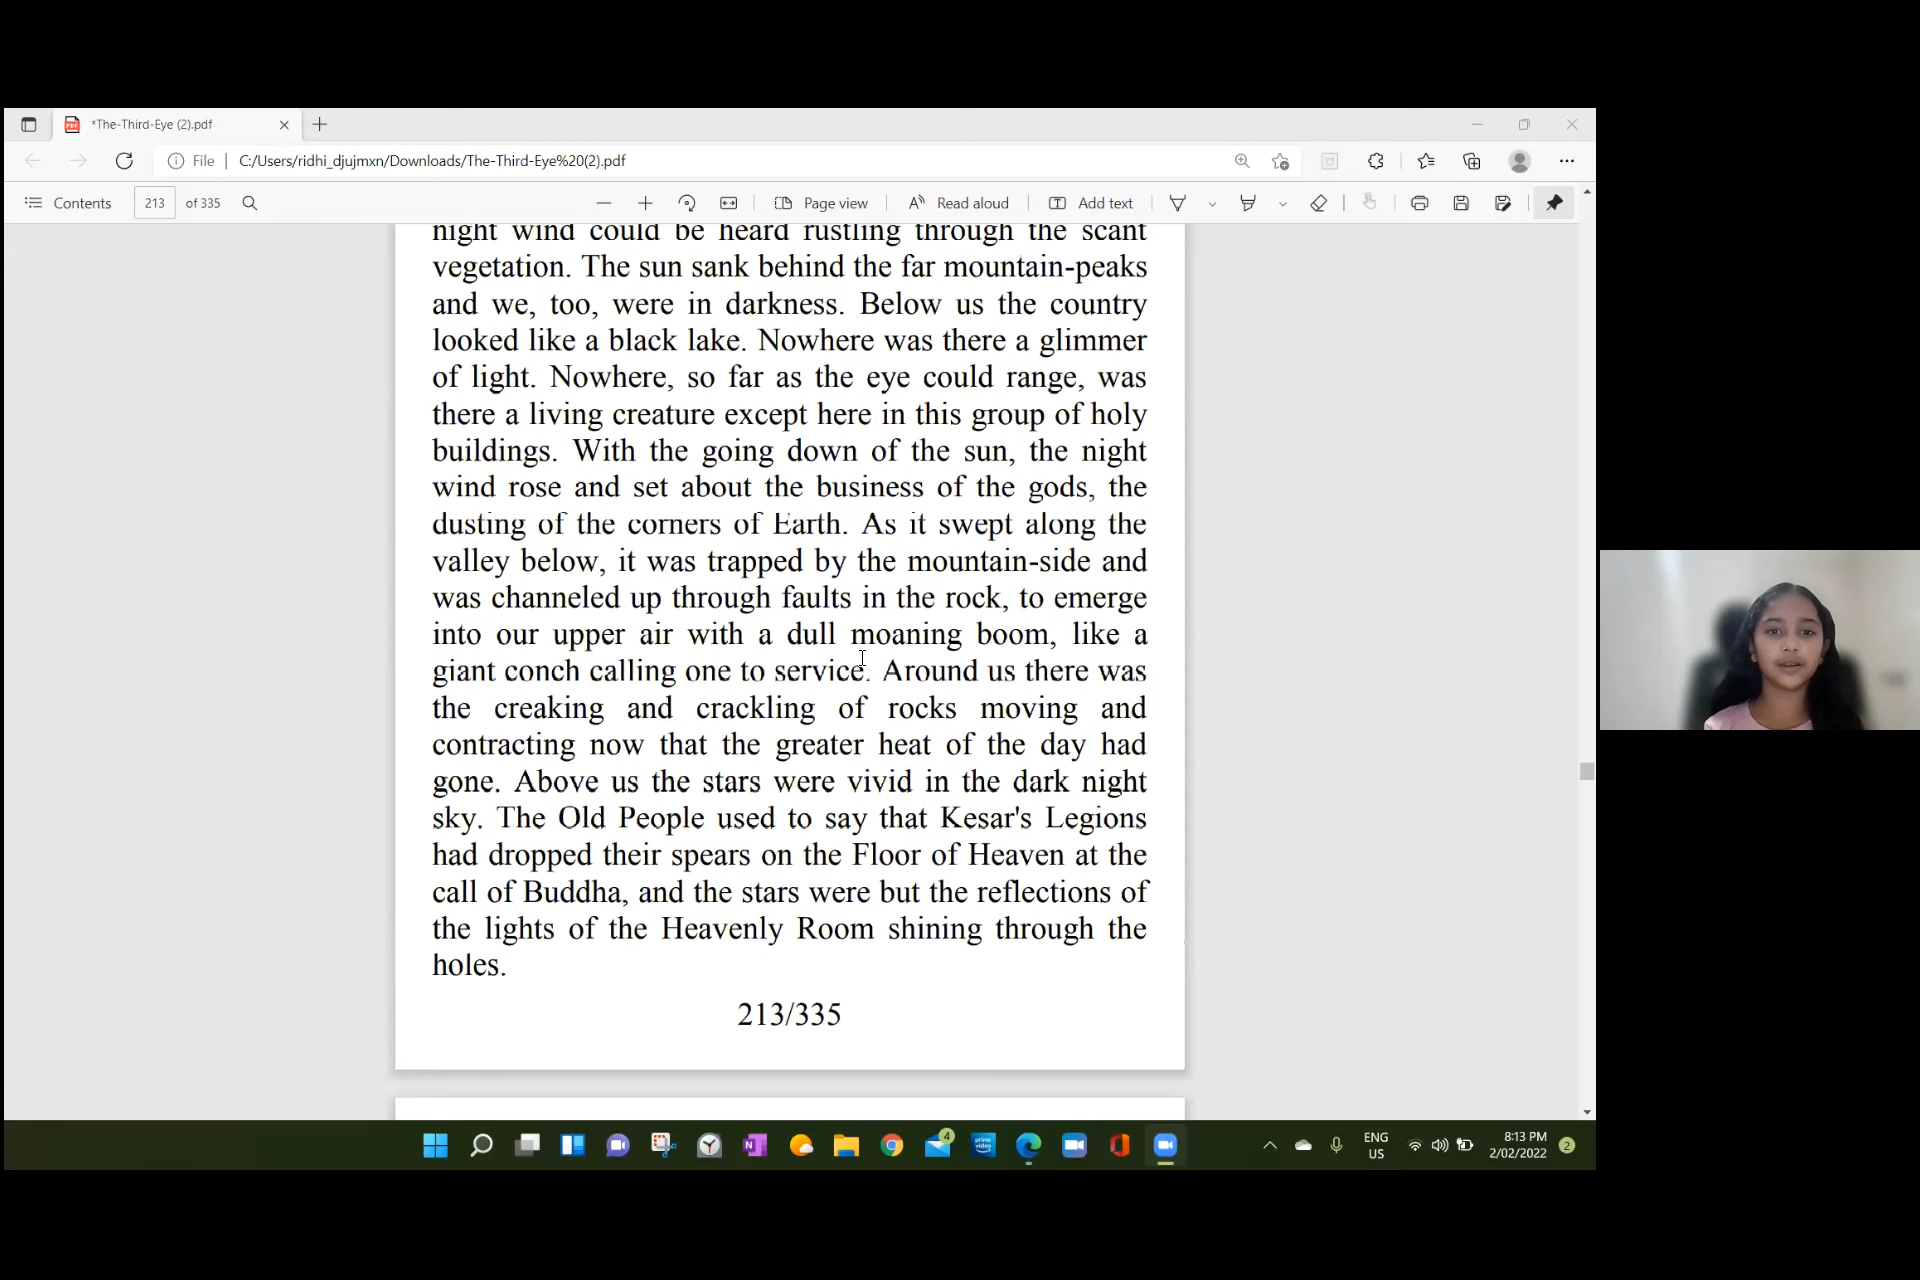 *The-Third-Eye (2).pdf
File
C:/Users/ridhi_djujmxn/Downloads/The-Third-Eye%20(2).pdf
Contents
213
of 335
Page view
Read aloud
Add text
night wind could be heard rustling through the scant
vegetation. The sun sank behind the far mountain-peaks
and we, too, were in darkness. Below us the country
looked like a black lake. Nowhere was there a glimmer
of light. Nowhere, so far as the eye could range, was
there a living creature except here in this group of holy
buildings. With the going down of the sun, the night
wind rose and set about the business of the gods, the
dusting of the corners of Earth. As it swept along the
valley below, it was trapped by the mountain-side and
was channeled up through faults in the rock, to emerge
into our upper air with a dull moaning boom, like a
giant conch calling one to service. Around us there was
the creaking and crackling of rocks moving and
contracting now that the greater heat of the day had
gone. Above us the stars were vivid in the dark night
sky. The Old People used to say that Kesar's Legions
had dropped their spears on the Floor of Heaven at the
call of Buddha, and the stars were but the reflections of
the lights of the Heavenly Room shining through the
holes.
213/335
4
prime video
ENG
US
8:13 PM
2/02/2022
2